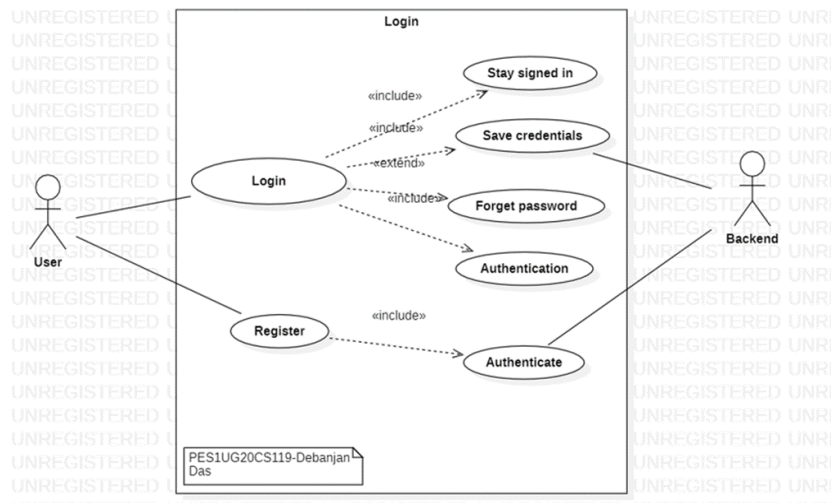 Login
Stay signed in
«include»
«include»
Save credentials
«extend»
Login
«include»
Forget password
User
Backend
Authentication
«include»
Register
Authenticate
PES1UG20CS119-Debanjan
Das
UNREGISTERED